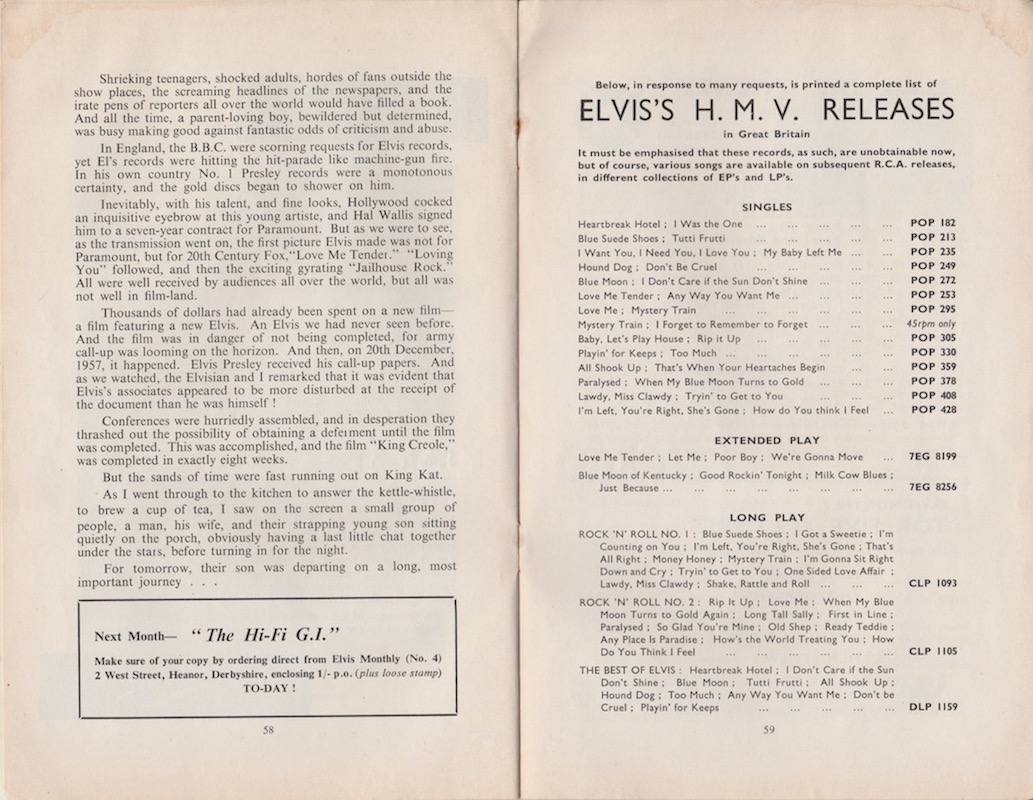 Shrieking teenagers, shocked adults, hordes of fans outside the
show places, the screaming headlines of the newspapers, and the
irate pens of reporters all over the world would have filled a book.
And all the time, a parent-loving boy, bewildered but determined,
was busy making good against fantastic odds of criticism and abuse.
In England, the B.B.C. were scorning requests for Elvis records,
yet El's records were hitting the hit-parade like machine-gun fire.
In his own country No. 1 Presley records were a monotonous
certainty, and the gold discs began to shower on him.
Inevitably, with his talent, and fine looks, Hollywood cocked
an inquisitive eyebrow at this young artiste, and Hal Wallis signed
him to a seven-year contract for Paramount. But as we were to see,
as the transmission went on, the first picture Elvis made was not for
Paramount, but for 20th Century Fox,"Love Me Tender." "Loving
You" followed, and then the exciting gyrating "Jailhouse Rock."
All were well received by audiences all over the world, but all was
not well in film-land.
Thousands of dollars had already been spent on a new film—
a film featuring a new Elvis. An Elvis we had never seen before.
And the film was in danger of not being completed, for army
call-up was looming on the horizon. And then, on 20th December,
1957, it happened. Elvis Presley received his call-up papers. And
as we watched, the Elvisian and I remarked that it was evident that
Elvis's associates appeared to be more disturbed at the receipt of
the document than he was himself !
Conferences were hurriedly assembled, and in desperation they
thrashed out the possibility of obtaining a deferment until the film
was completed. This was accomplished, and the film "King Creole,"
was completed in exactly eight weeks.
But the sands of time were fast running out on King Kat.
As I went through to the kitchen to answer the kettle-whistle,
to brew a cup of tea, I saw on the screen a small group of
people, a man, his wife, and their strapping young son sitting
quietly on the porch, obviously having a last little chat together
under the stars, before turning in for the night.
For tomorrow, their son was departing on a long, most
important journey . . .
Next Month— "The Hi-Fi G.I."
Make sure of your copy by ordering direct from Elvis Monthly (No. 4)
2 West Street, Heanor, Derbyshire, enclosing 1/- p.o. (plus loose stamp)
TO-DAY !
58
Below, in response to many requests, is printed a complete list of
ELVIS'S H. M. V. RELEASES
in Great Britain
It must be emphasised that these records, as such, are unobtainable now,
but of course, various songs are available on subsequent R.C.A. releases,
in different collections of EP's and LP's.
SINGLES
Heartbreak Hotel ; I Was the One ... ... ... ... ... POP 182
Blue Suede Shoes ; Tutti Frutti ... ... ... ... ... POP 213
I Want You, I Need You, I Love You ; My Baby Left Me ... ... POP 235
Hound Dog ; Don't Be Cruel ... ... ... ... ... POP 249
Blue Moon ; I Don't Care if the Sun Don't Shine ... ... ... POP 272
Love Me Tender ; Any Way You Want Me ... ... ... ... POP 253
Love Me ; Mystery Train ... ... ... ... ... POP 295
Mystery Train ; I Forget to Remember to Forget ... ... ... 45rpm only
Baby, Let's Play House ; Rip it Up ... ... ... ... ... POP 305
Playin' for Keeps ; Too Much ... ... ... ... ... ... POP 330
All Shook Up ; That's When Your Heartaches Begin ... ... POP 359
Paralysed ; When My Blue Moon Turns to Gold ... ... ... POP 378
Lawdy, Miss Clawdy ; Tryin' to Get to You ... ... ... POP 408
I'm Left, You're Right, She's Gone ; How do You think I Feel ... POP 428
EXTENDED PLAY
Love Me Tender ; Let Me ; Poor Boy ; We're Gonna Move ... 7EG 8199
Blue Moon of Kentucky ; Good Rockin' Tonight ; Milk Cow Blues ;
Just Because ... ... ... ... ... ... ... ... 7EG 8256
LONG PLAY
ROCK 'N' ROLL NO. 1 : Blue Suede Shoes ; I Got a Sweetie ; I'm
Counting on You ; I'm Left, You're Right, She's Gone ; That's
All Right ; Money Honey ; Mystery Train ; I'm Gonna Sit Right
Down and Cry ; Tryin' to Get to You ; One Sided Love Affair ;
Lawdy, Miss Clawdy ; Shake, Rattle and Roll ... ... ... CLP 1093
ROCK 'N' ROLL NO. 2 : Rip It Up ; Love Me ; When My Blue
Moon Turns to Gold Again ; Long Tall Sally ; First in Line ;
Paralysed ; So Glad You're Mine ; Old Shep ; Ready Teddie ;
Any Place Is Paradise ; How's the World Treating You ; How
Do You Think I Feel ... ... ... ... ... ... CLP 1105
THE BEST OF ELVIS : Heartbreak Hotel ; I Don't Care if the Sun
Don't Shine ; Blue Moon ; Tutti Frutti ; All Shook Up ;
Hound Dog ; Too Much ; Any Way You Want Me ; Don't be
Cruel ; Playin' for Keeps ... ... ... ... ... DLP 1159
59